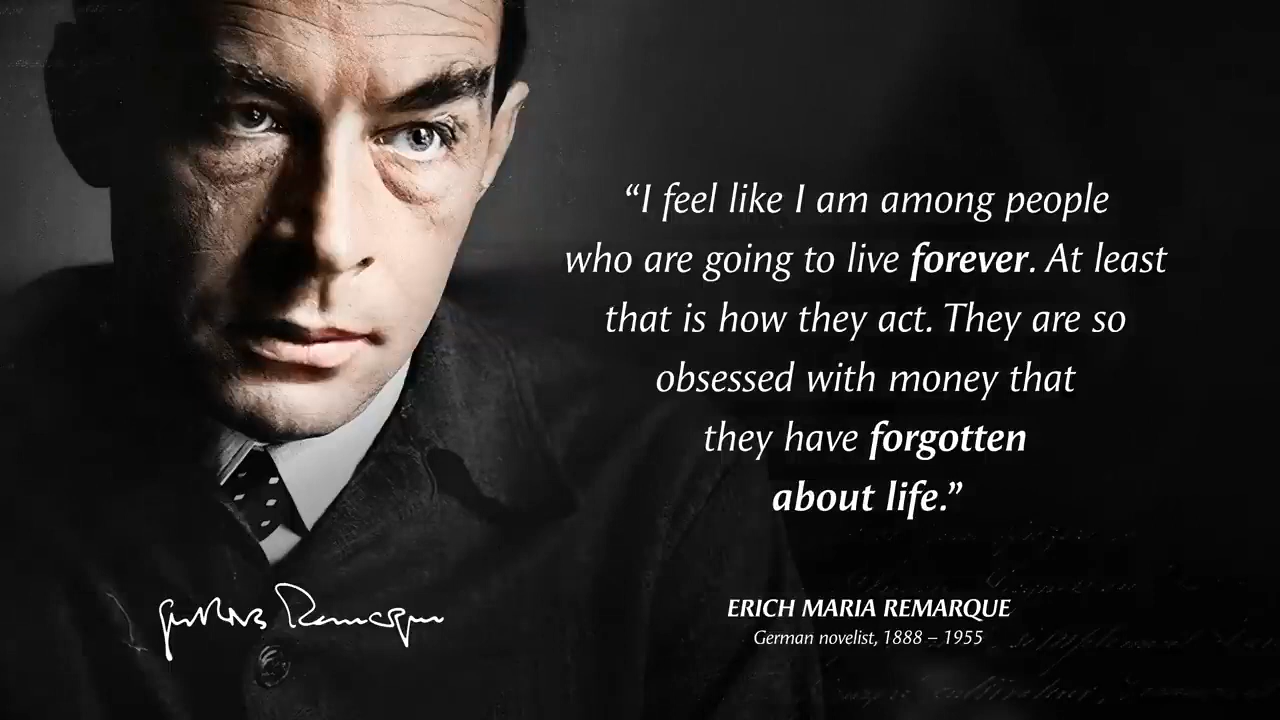 “I feel like I am among people
who are going to live forever. At least
that is how they act. They are so
obsessed with money that
they have forgotten
about life.”
Remarque
ERICH MARIA REMARQUE
German novelist, 1888 – 1955